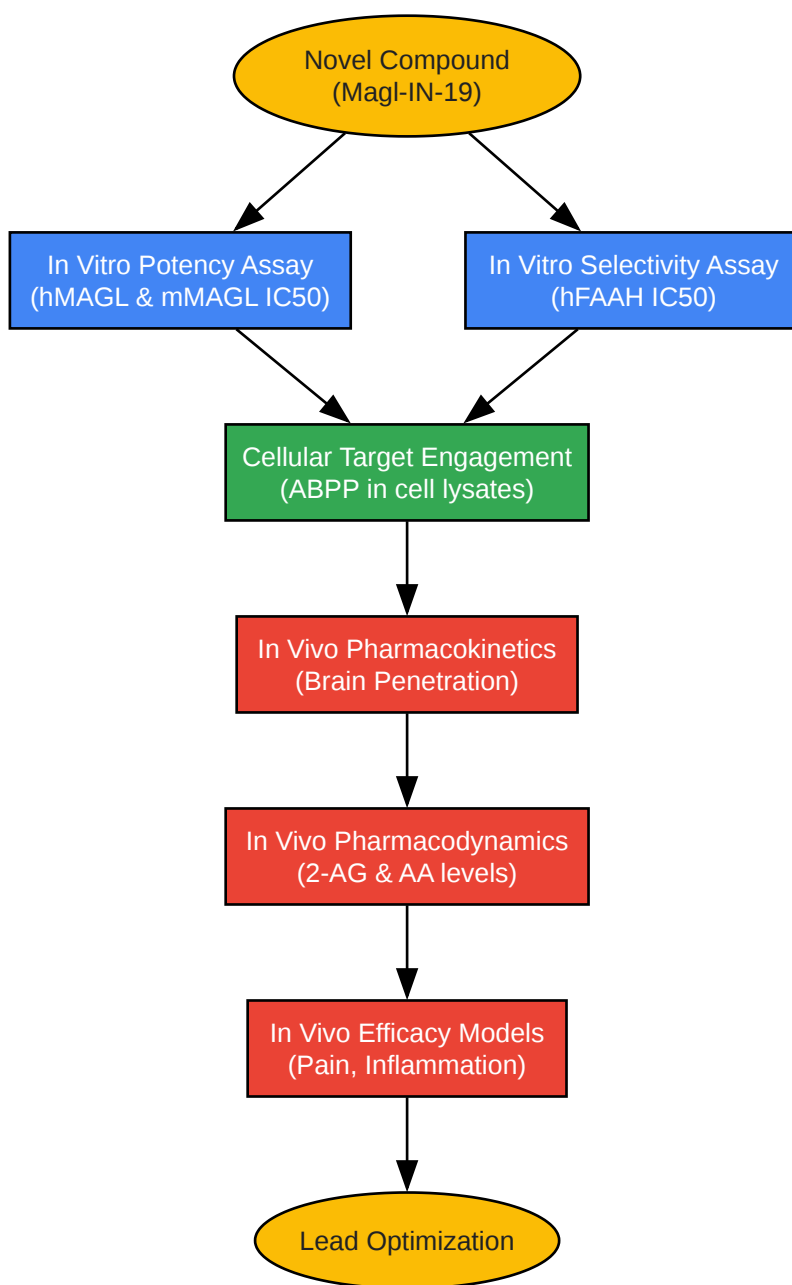 Novel Compound
(Magl-IN-19)
In Vitro Potency Assay
(hMAGL & mMAGL IC50)
In Vitro Selectivity Assay
(hFAAH IC50)
Cellular Target Engagement
(ABPP in cell lysates)
In Vivo Pharmacokinetics
(Brain Penetration)
In Vivo Pharmacodynamics
(2-AG & AA levels)
In Vivo Efficacy Models
(Pain, Inflammation)
Lead Optimization